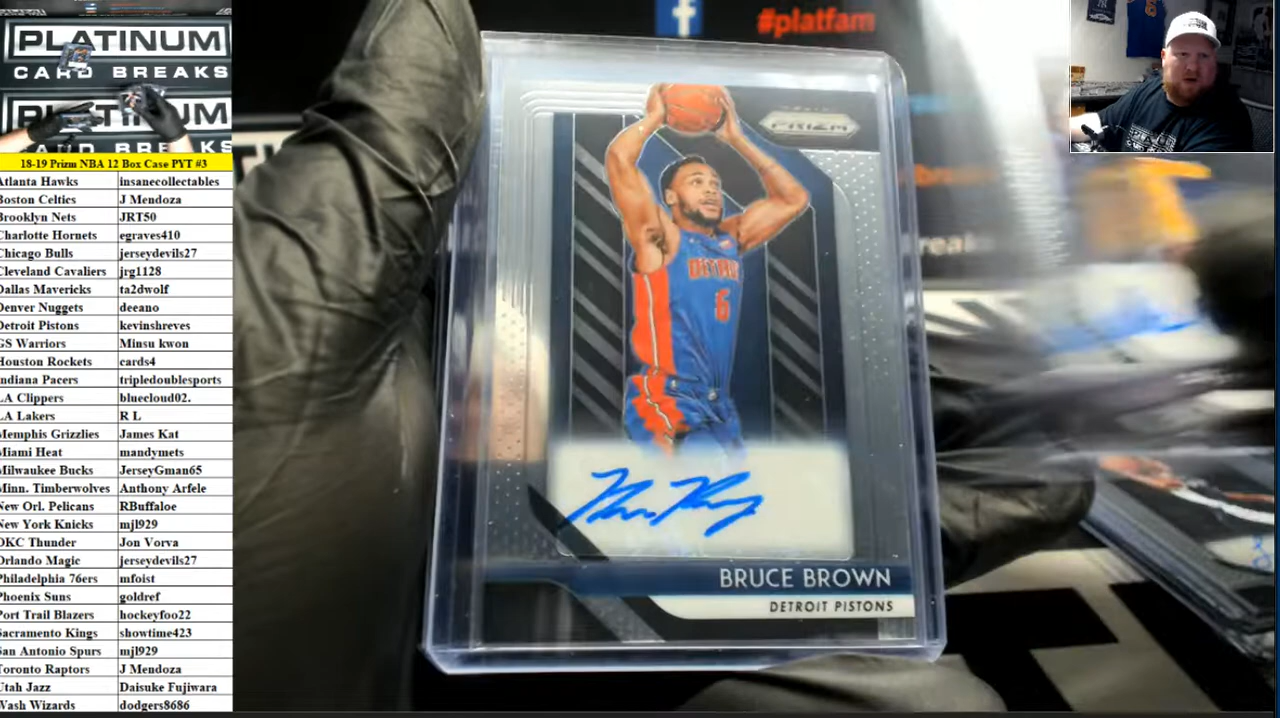 PLATINUM
CARD BREAKS
18-19 Prizm NBA 12 Box Case PYT #3
Atlanta Hawks insanecollectables
Boston Celtics J Mendoza
Brooklyn Nets JRT50
Charlotte Hornets egraves410
Chicago Bulls jerseydevils27
Cleveland Cavaliers jrg1128
Dallas Mavericks ta2dwolf
Denver Nuggets deeano
Detroit Pistons kevinshreves
GS Warriors Minsu kwon
Houston Rockets cards4
Indiana Pacers tripledoublesports
LA Clippers bluecloud02.
LA Lakers R L
Memphis Grizzlies James Kat
Miami Heat mandymets
Milwaukee Bucks JerseyGman65
Minn. Timberwolves Anthony Arfele
New Orl. Pelicans RBuffaloe
New York Knicks mjl929
OKC Thunder Jon Vorva
Orlando Magic jerseydevils27
Philadelphia 76ers mfoist
Phoenix Suns goldref
Port Trail Blazers hockeyfoo22
Sacramento Kings showtime423
San Antonio Spurs mjl929
Toronto Raptors J Mendoza
Utah Jazz Daisuke Fujiwara
Wash Wizards dodgers8686
#platfam
PRIZM
DETROIT
6
BRUCE BROWN
DETROIT PISTONS